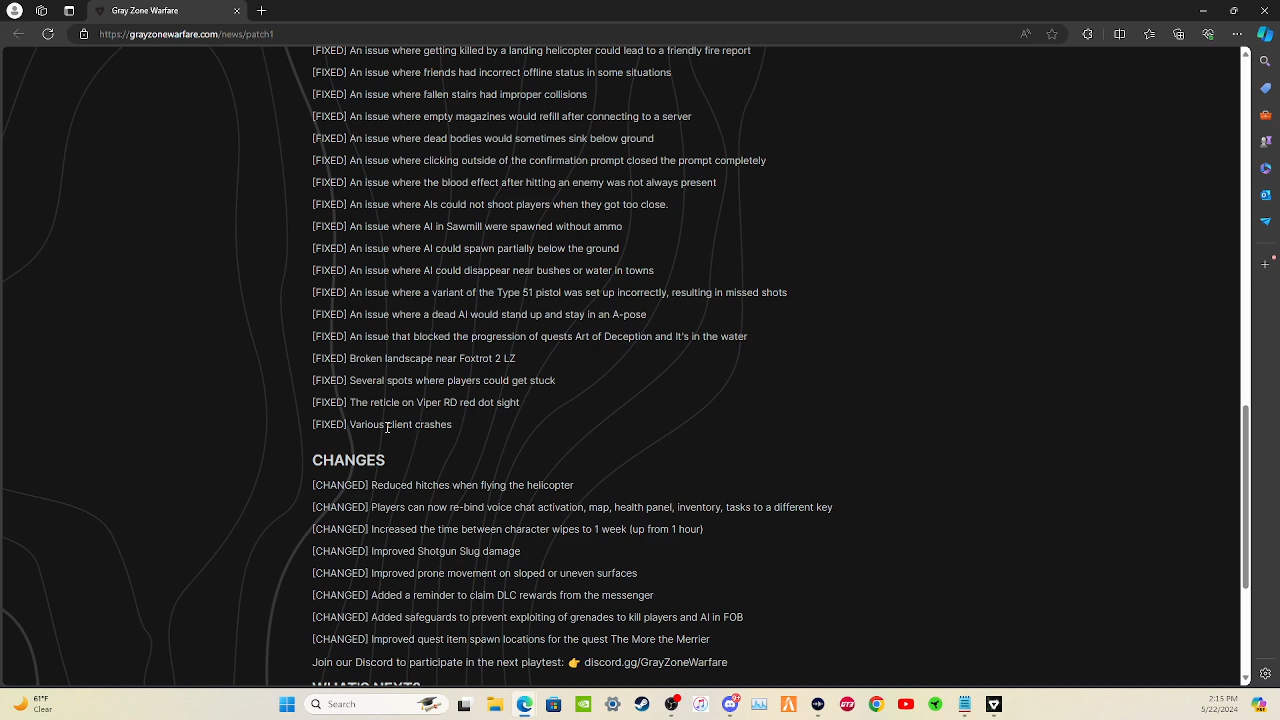 Gray Zone Warfare
https://grayzonewarfare.com/news/patch1
[FIXED] An issue where getting killed by a landing helicopter could lead to a friendly fire report
[FIXED] An issue where friends had incorrect offline status in some situations
[FIXED] An issue where fallen stairs had improper collisions
[FIXED] An issue where empty magazines would refill after connecting to a server
[FIXED] An issue where dead bodies would sometimes sink below ground
[FIXED] An issue where clicking outside of the confirmation prompt closed the prompt completely
[FIXED] An issue where the blood effect after hitting an enemy was not always present
[FIXED] An issue where AIs could not shoot players when they got too close.
[FIXED] An issue where AI in Sawmill were spawned without ammo
[FIXED] An issue where AI could spawn partially below the ground
[FIXED] An issue where AI could disappear near bushes or water in towns
[FIXED] An issue where a variant of the Type 51 pistol was set up incorrectly, resulting in missed shots
[FIXED] An issue where a dead AI would stand up and stay in an A-pose
[FIXED] An issue that blocked the progression of quests Art of Deception and It's in the water
[FIXED] Broken landscape near Foxtrot 2 LZ
[FIXED] Several spots where players could get stuck
[FIXED] The reticle on Viper RD red dot sight
[FIXED] Various client crashes
CHANGES
[CHANGED] Reduced hitches when flying the helicopter
[CHANGED] Players can now re-bind voice chat activation, map, health panel, inventory, tasks to a different key
[CHANGED] Increased the time between character wipes to 1 week (up from 1 hour)
[CHANGED] Improved Shotgun Slug damage
[CHANGED] Improved prone movement on sloped or uneven surfaces
[CHANGED] Added a reminder to claim DLC rewards from the messenger
[CHANGED] Added safeguards to prevent exploiting of grenades to kill players and AI in FOB
[CHANGED] Improved quest item spawn locations for the quest The More the Merrier
Join our Discord to participate in the next playtest: 👉 discord.gg/GrayZoneWarfare
WHAT'S NEXT?
61°F
Clear
Search
GT3
2:15 PM
5/22/2024